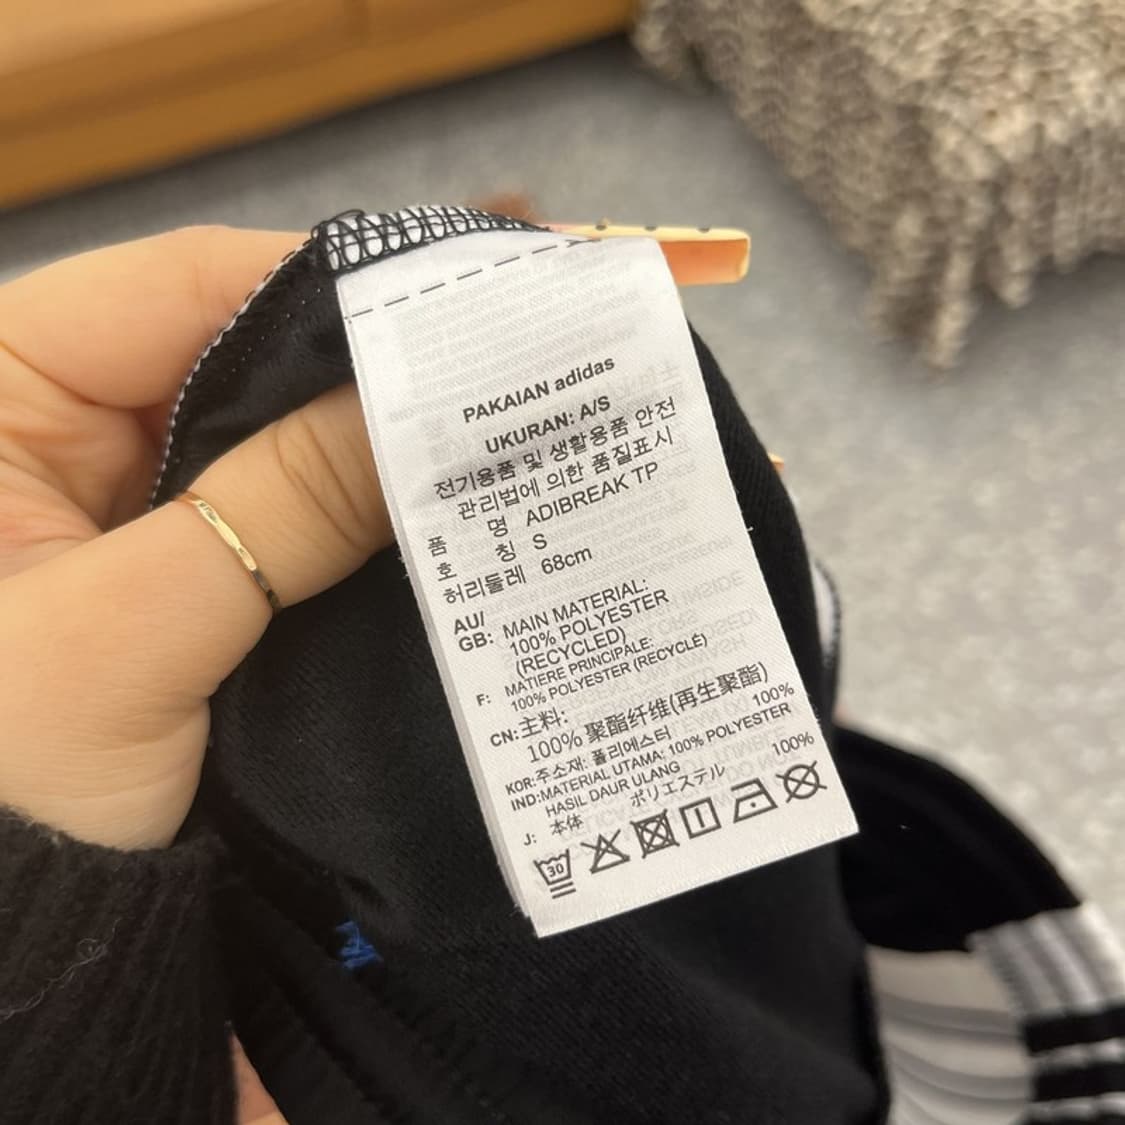 PAKAIAN adidas
UKURAN: A/S
전기용품 및 생활용품 안전
관리법에 의한 품질표시
품 명 ADIBREAK TP
호 칭 S
허리둘레 68cm
AU/
GB: MAIN MATERIAL:
100% POLYESTER
(RECYCLED)
F: MATIERE PRINCIPALE:
100% POLYESTER (RECYCLÉ)
CN:主料:
100% 聚酯纤维(再生聚酯)
KOR:주소재: 폴리에스터 100%
IND:MATERIAL UTAMA: 100% POLYESTER
HASIL DAUR ULANG
J: 本体 ポリエステル 100%
30